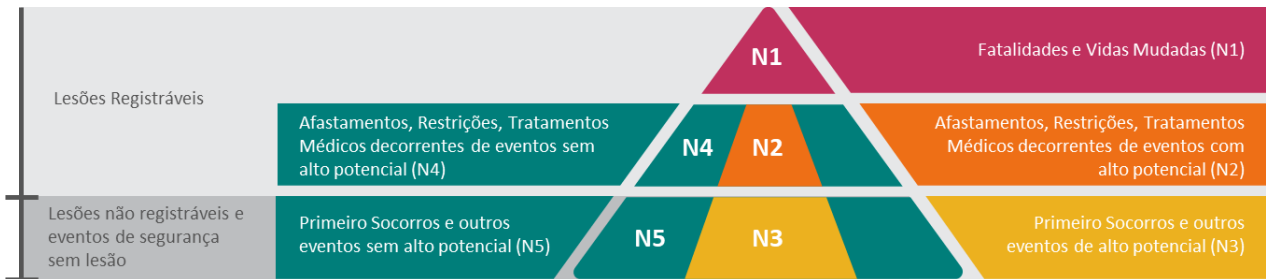 N1
Fatalidades e Vidas Mudadas (N1)
Lesões Registráveis
Afastamentos, Restrições, Tratamentos
Médicos decorrentes de eventos sem
alto potencial (N4)
N4
N2
Afastamentos, Restrições, Tratamentos
Médicos decorrentes de eventos com
alto potencial (N2)
Lesões não registráveis e
eventos de segurança
sem lesão
Primeiro Socorros e outros
eventos sem alto potencial (N5)
N5
N3
Primeiro Socorros e outros
eventos de alto potencial (N3)